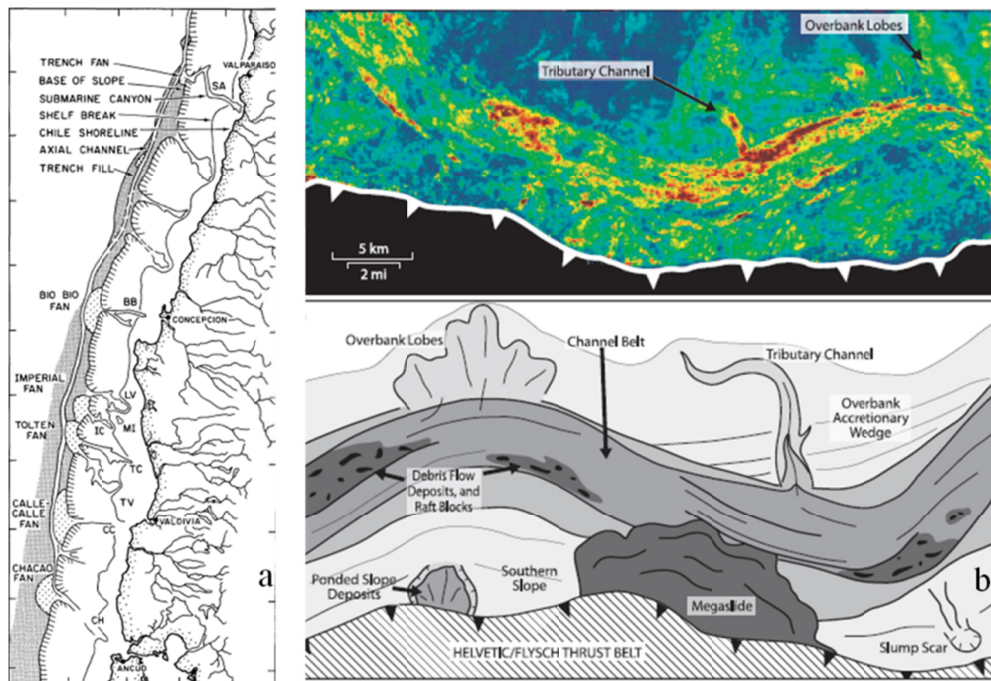 TRENCH FAN
BASE OF SLOPE
SUBMARINE CANYON
SHELF BREAK
CHILE SHORELINE
AXIAL CHANNEL
TRENCH FILL
VALPARAISO
SA
BIO BIO
FAN
BB
CONCEPCION
IMPERIAL
FAN
TOLTEN
FAN
LV
IC
MI
TC
TV
CALLE-
CALLE
FAN
VALDIVIA
CC
CHACAO
FAN
CH
ANCUD
a
Overbank Lobes
Tributary Channel
5 km
2 mi
Overbank Lobes
Channel Belt
Tributary Channel
Overbank
Accretionary
Wedge
Debris Flow
Deposits, and
Raft Blocks
Ponded Slope
Deposits
Southern
Slope
Megaslide
b
Slump Scar
HELVETIC/FLYSCH THRUST BELT